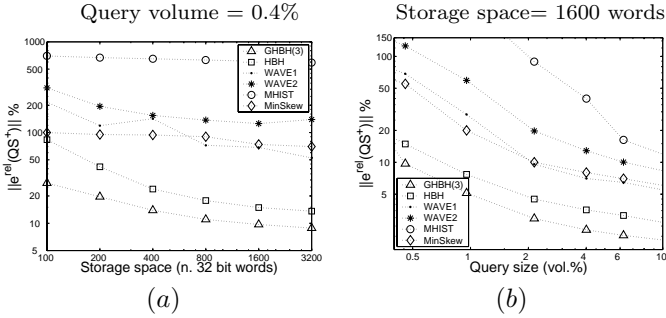 Query volume = 0.4%
Storage space= 1600 words
||e^rel(QS^+)|| %
1000
500
100
50
10
5
GHBH(3)
HBH
WAVE1
WAVE2
MHIST
MinSkew
100 200 400 800 1600 3200
Storage space (n. 32 bit words)
(a)
||e^rel(QS^+)|| %
150
100
50
10
5
GHBH(3)
HBH
WAVE1
WAVE2
MHIST
MinSkew
0.5 1 2 4 6 10
Query size (vol.%)
(b)